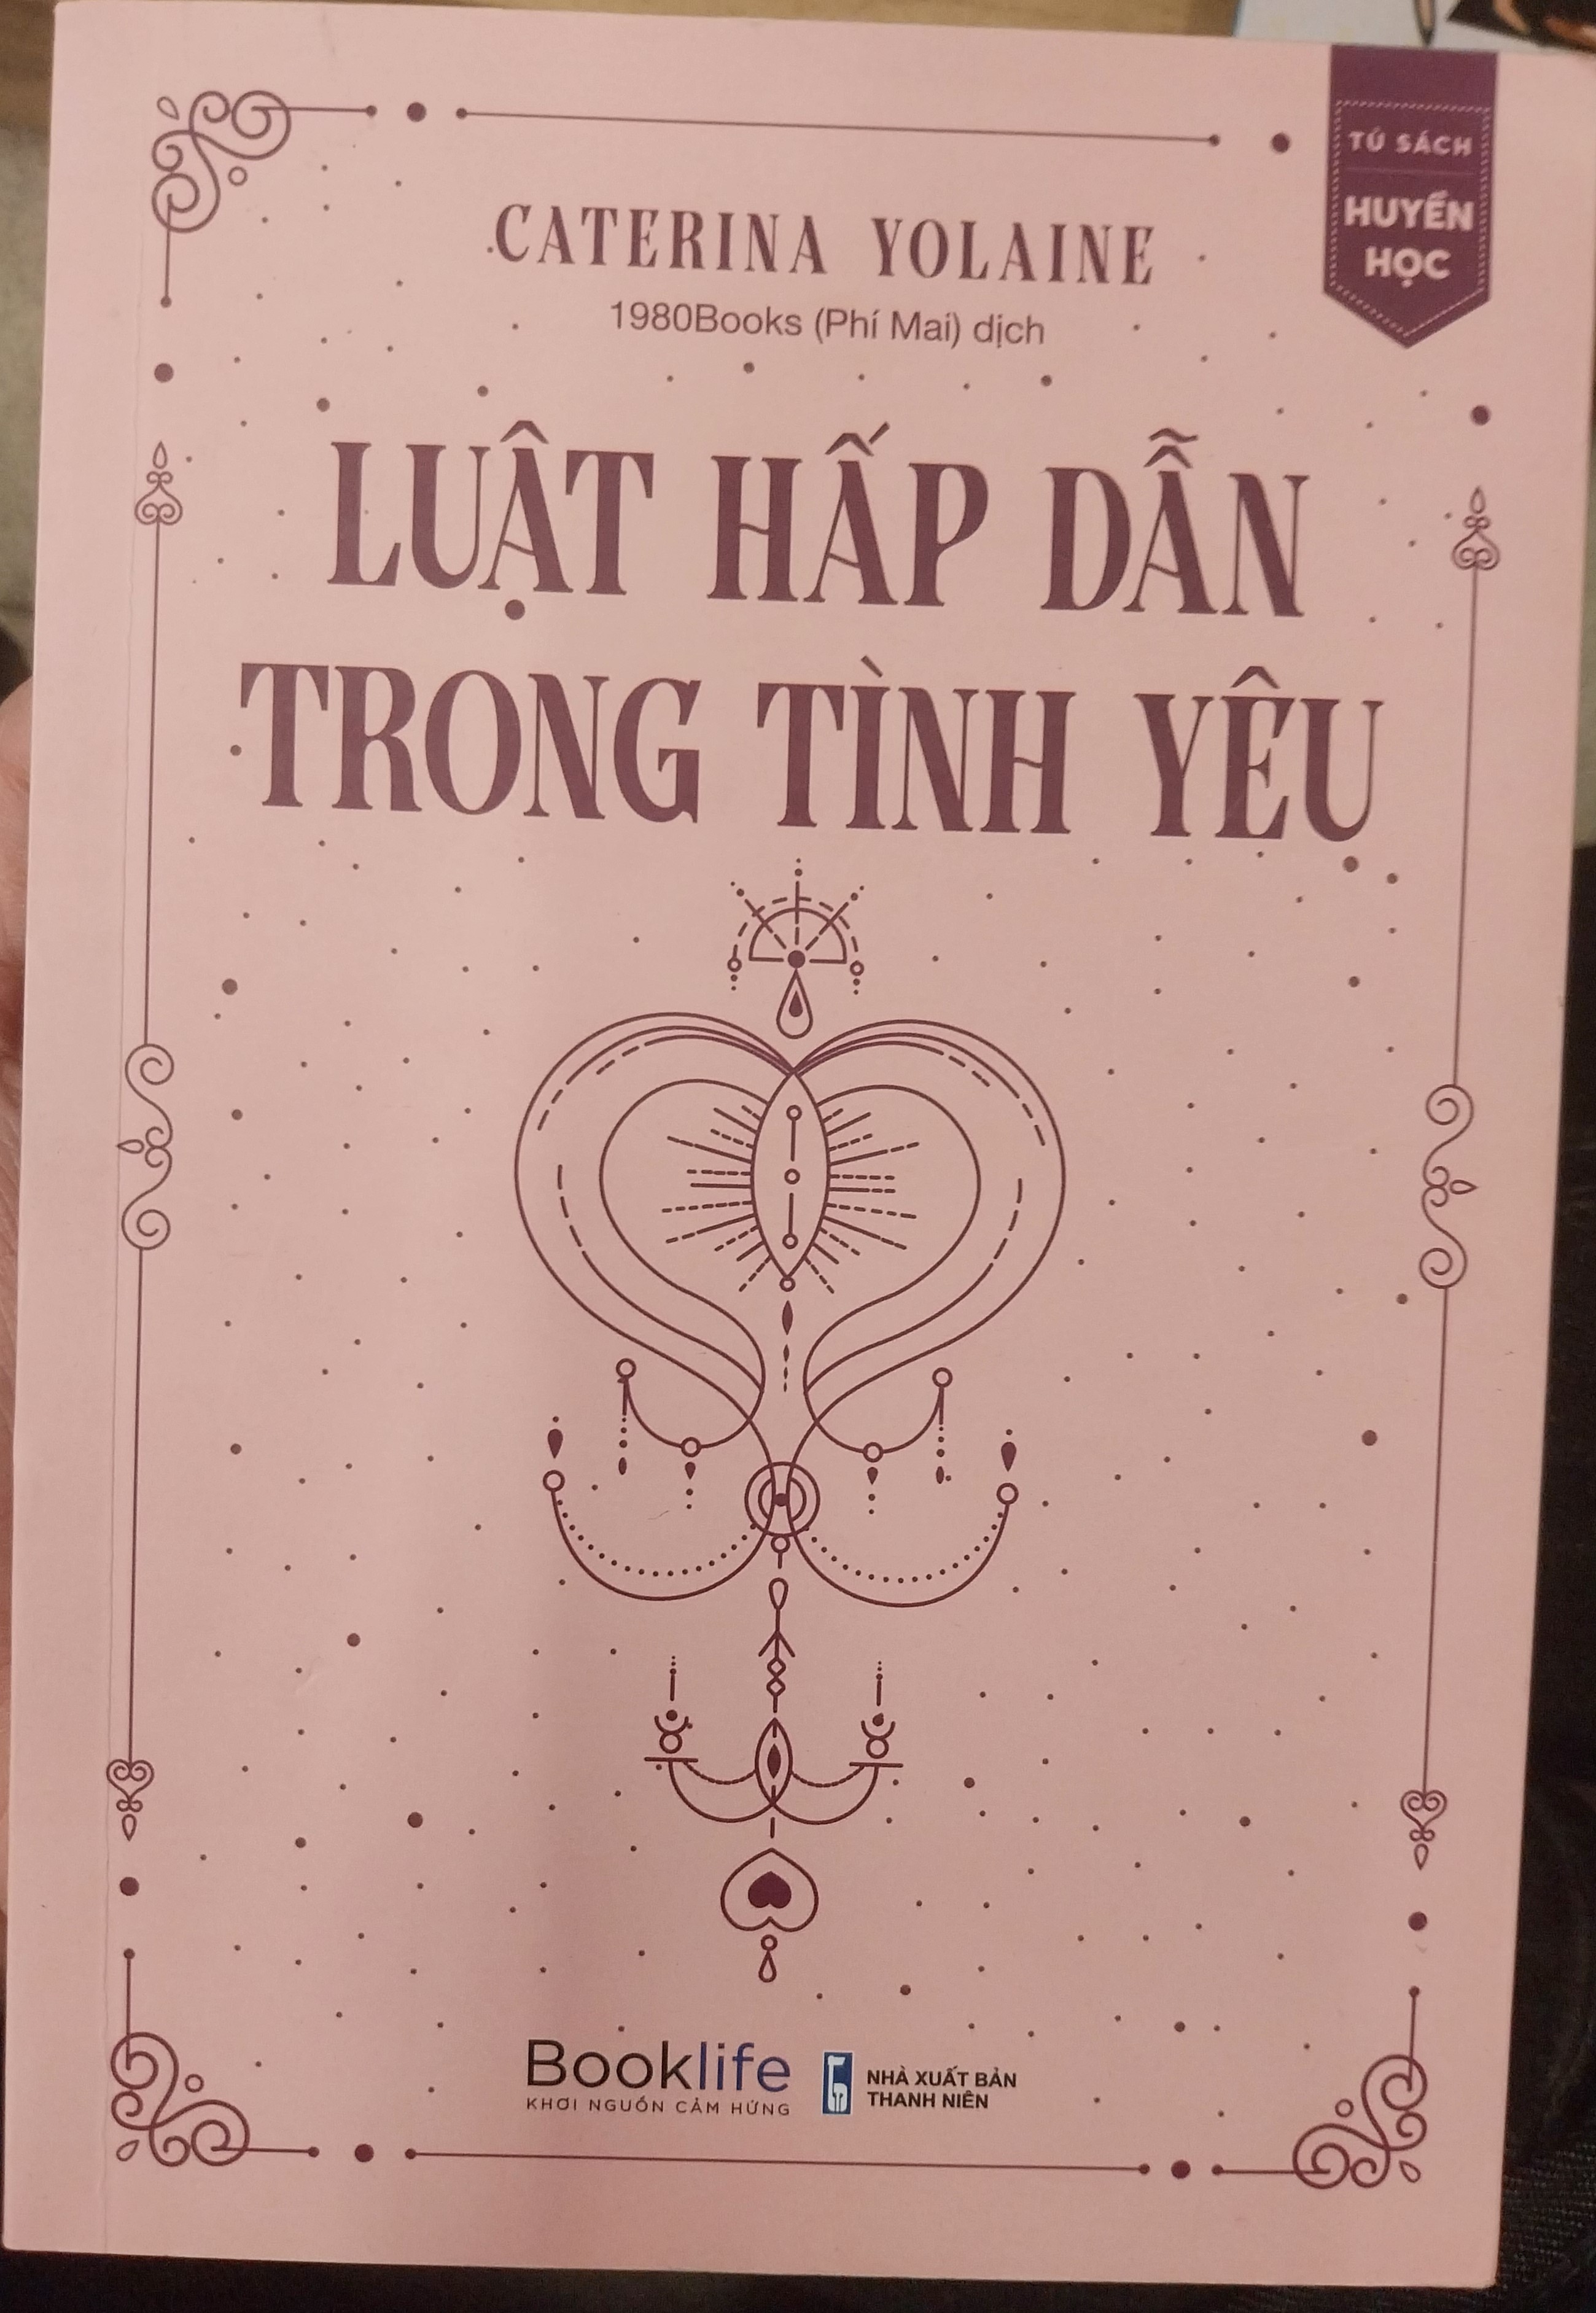 TỦ SÁCH
HUYỀN
HỌC
CATERINA YOLAINE
1980Books (Phí Mai) dịch
LUẬT HẤP DẪN
TRONG TÌNH YÊU
Booklife
KHƠI NGUỒN CẢM HỨNG
NHÀ XUẤT BẢN
THANH NIÊN